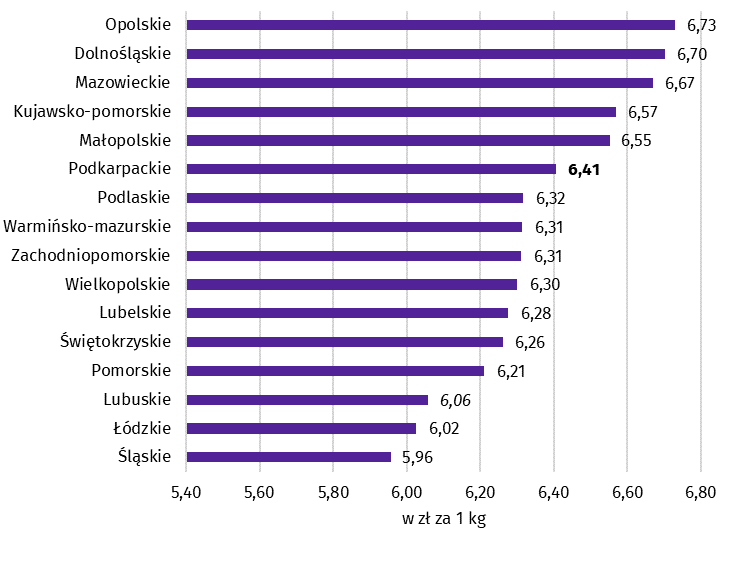 Opolskie 6,73
Dolnośląskie 6,70
Mazowieckie 6,67
Kujawsko-pomorskie 6,57
Małopolskie 6,55
Podkarpackie 6,41
Podlaskie 6,32
Warmińsko-mazurskie 6,31
Zachodniopomorskie 6,31
Wielkopolskie 6,30
Lubelskie 6,28
Świętokrzyskie 6,26
Pomorskie 6,21
Lubuskie 6,06
Łódzkie 6,02
Śląskie 5,96
5,40 5,60 5,80 6,00 6,20 6,40 6,60 6,80
w zł za 1 kg